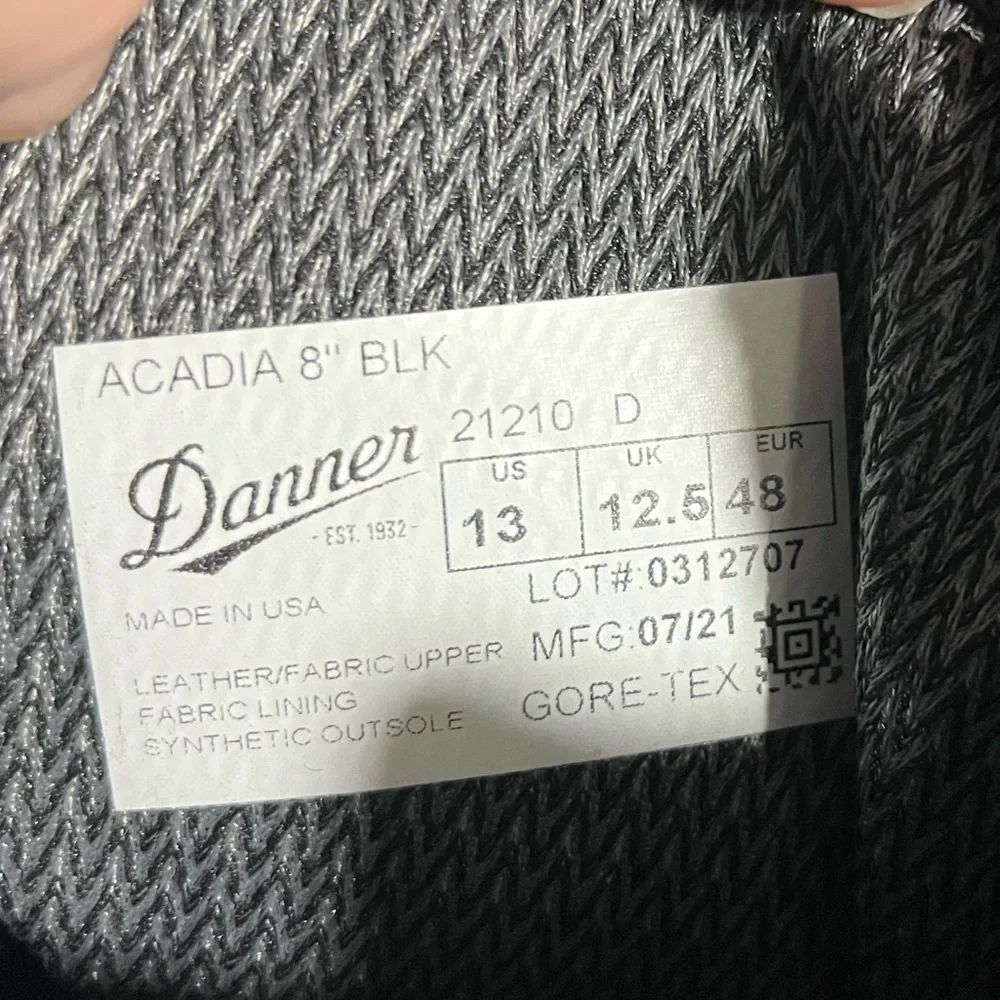 ACADIA 8" BLK
21210 D
Danner
- EST. 1932 -
US UK EUR
13 12.5 48
LOT#:0312707
MADE IN USA
MFG:07/21
LEATHER/FABRIC UPPER
FABRIC LINING
SYNTHETIC OUTSOLE
GORE-TEX